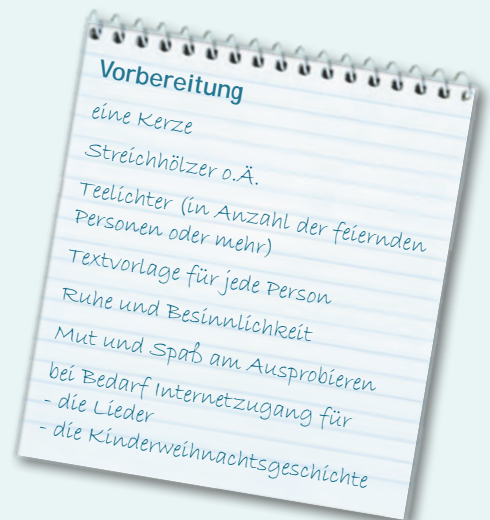 Vorbereitung
eine Kerze
Streichhölzer o.Ä.
Teelichter (in Anzahl der feiernden
Personen oder mehr)
Textvorlage für jede Person
Ruhe und Besinnlichkeit
Mut und Spaß am Ausprobieren
bei Bedarf Internetzugang für
- die Lieder
- die Kinderweihnachtsgeschichte